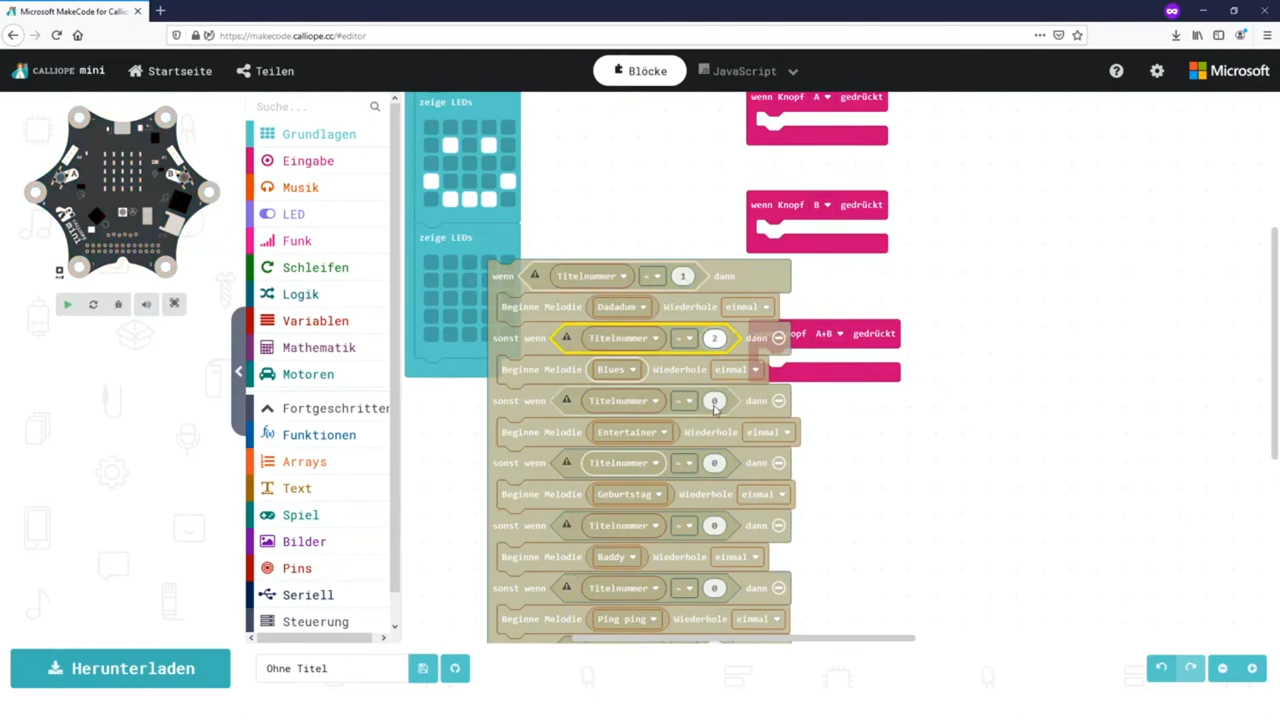 Microsoft MakeCode for Callio
https://makecode.calliope.cc/#editor
CALLIOPE mini
Startseite
Teilen
Blöcke
JavaScript
Microsoft
Suche...
Grundlagen
Eingabe
Musik
LED
Funk
Schleifen
Logik
Variablen
Mathematik
Motoren
Fortgeschritten
Funktionen
Arrays
Text
Spiel
Bilder
Pins
Seriell
Steuerung
A
B
zeige LEDs
zeige LEDs
wenn Knopf A gedrückt
wenn Knopf B gedrückt
opf A+B gedrückt
wenn Titelnummer = 1 dann
Beginne Melodie Dadadum Wiederhole einmal
sonst wenn Titelnummer = 2 dann
Beginne Melodie Blues Wiederhole einmal
sonst wenn Titelnummer = 0 dann
Beginne Melodie Entertainer Wiederhole einmal
sonst wenn Titelnummer = 0 dann
Beginne Melodie Geburtstag Wiederhole einmal
sonst wenn Titelnummer = 0 dann
Beginne Melodie Baddy Wiederhole einmal
sonst wenn Titelnummer = 0 dann
Beginne Melodie Ping ping Wiederhole einmal
Herunterladen
Ohne Titel